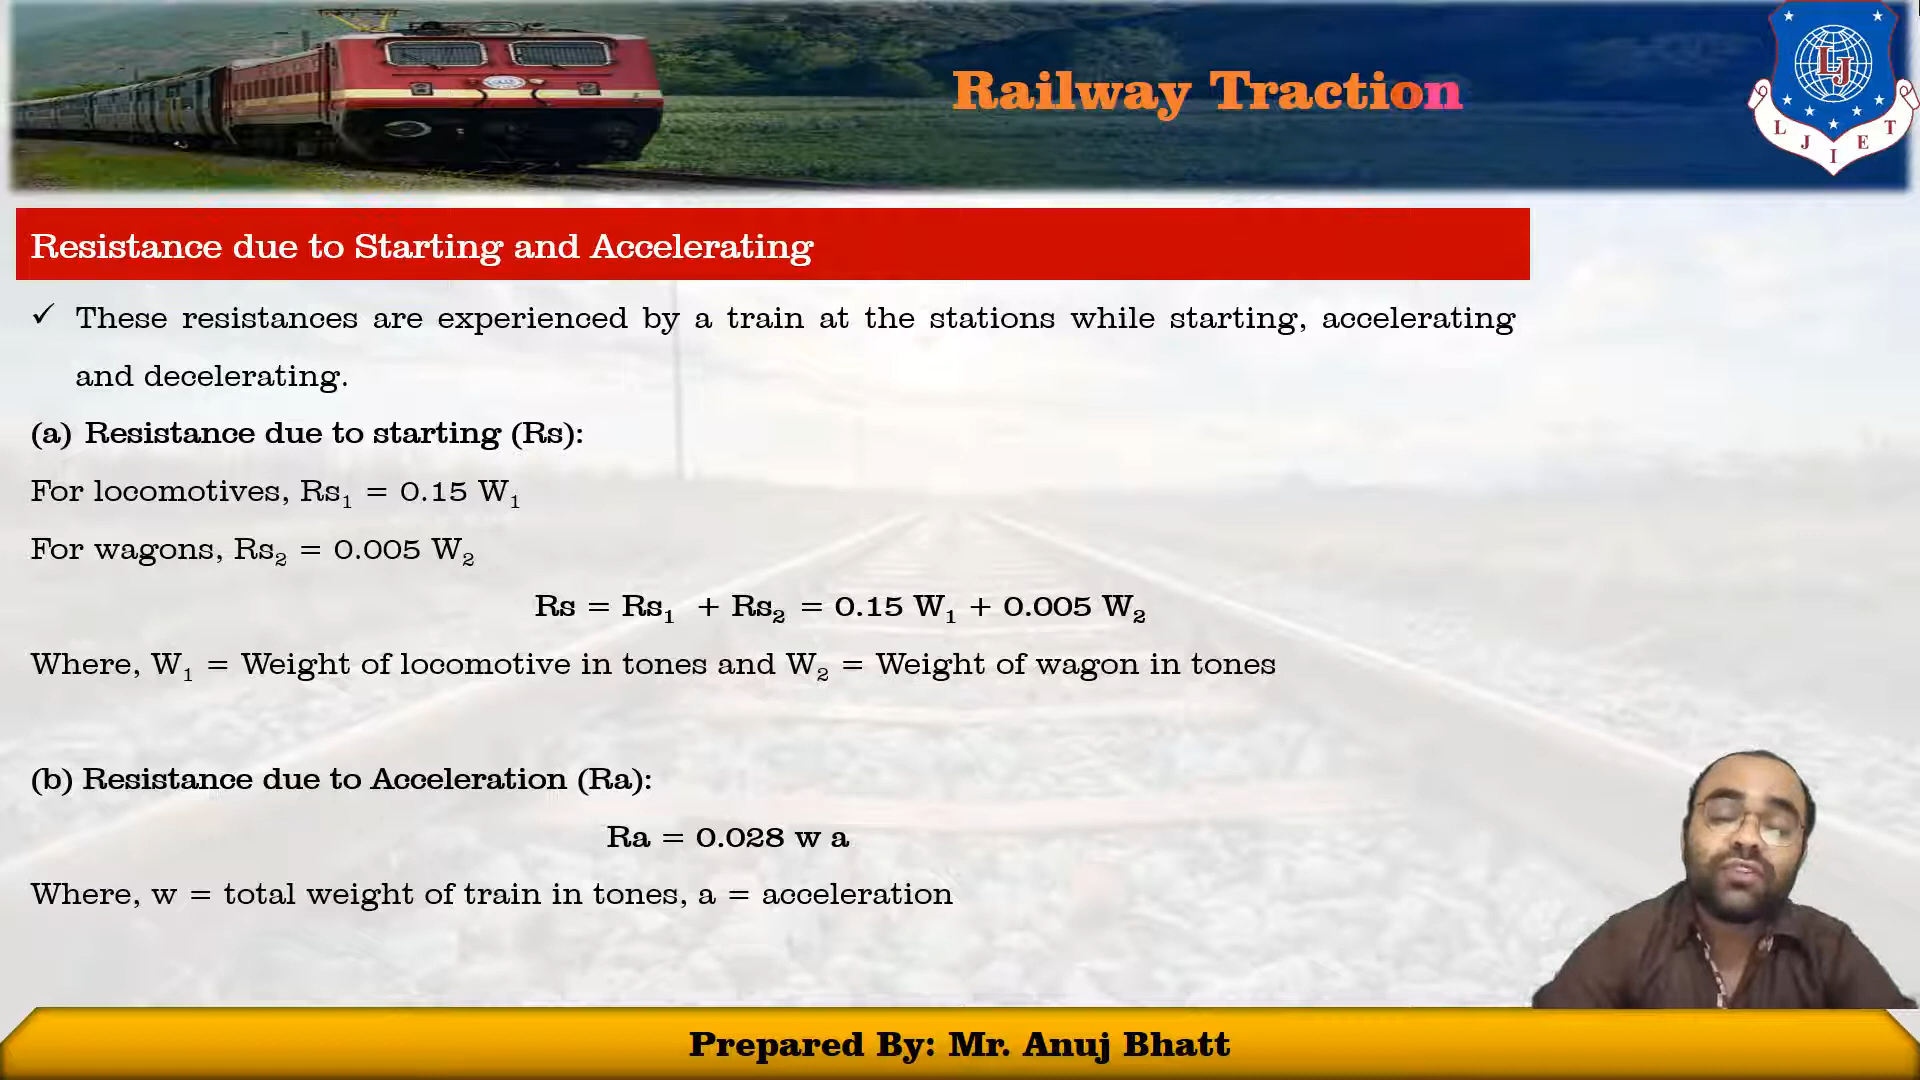 Railway Traction
LJ
L J I E T
Resistance due to Starting and Accelerating
✓ These resistances are experienced by a train at the stations while starting, accelerating
and decelerating.
(a) Resistance due to starting (Rs):
For locomotives, Rs₁ = 0.15 W₁
For wagons, Rs₂ = 0.005 W₂
Rs = Rs₁ + Rs₂ = 0.15 W₁ + 0.005 W₂
Where, W₁ = Weight of locomotive in tones and W₂ = Weight of wagon in tones
(b) Resistance due to Acceleration (Ra):
Ra = 0.028 w a
Where, w = total weight of train in tones, a = acceleration
Prepared By: Mr. Anuj Bhatt